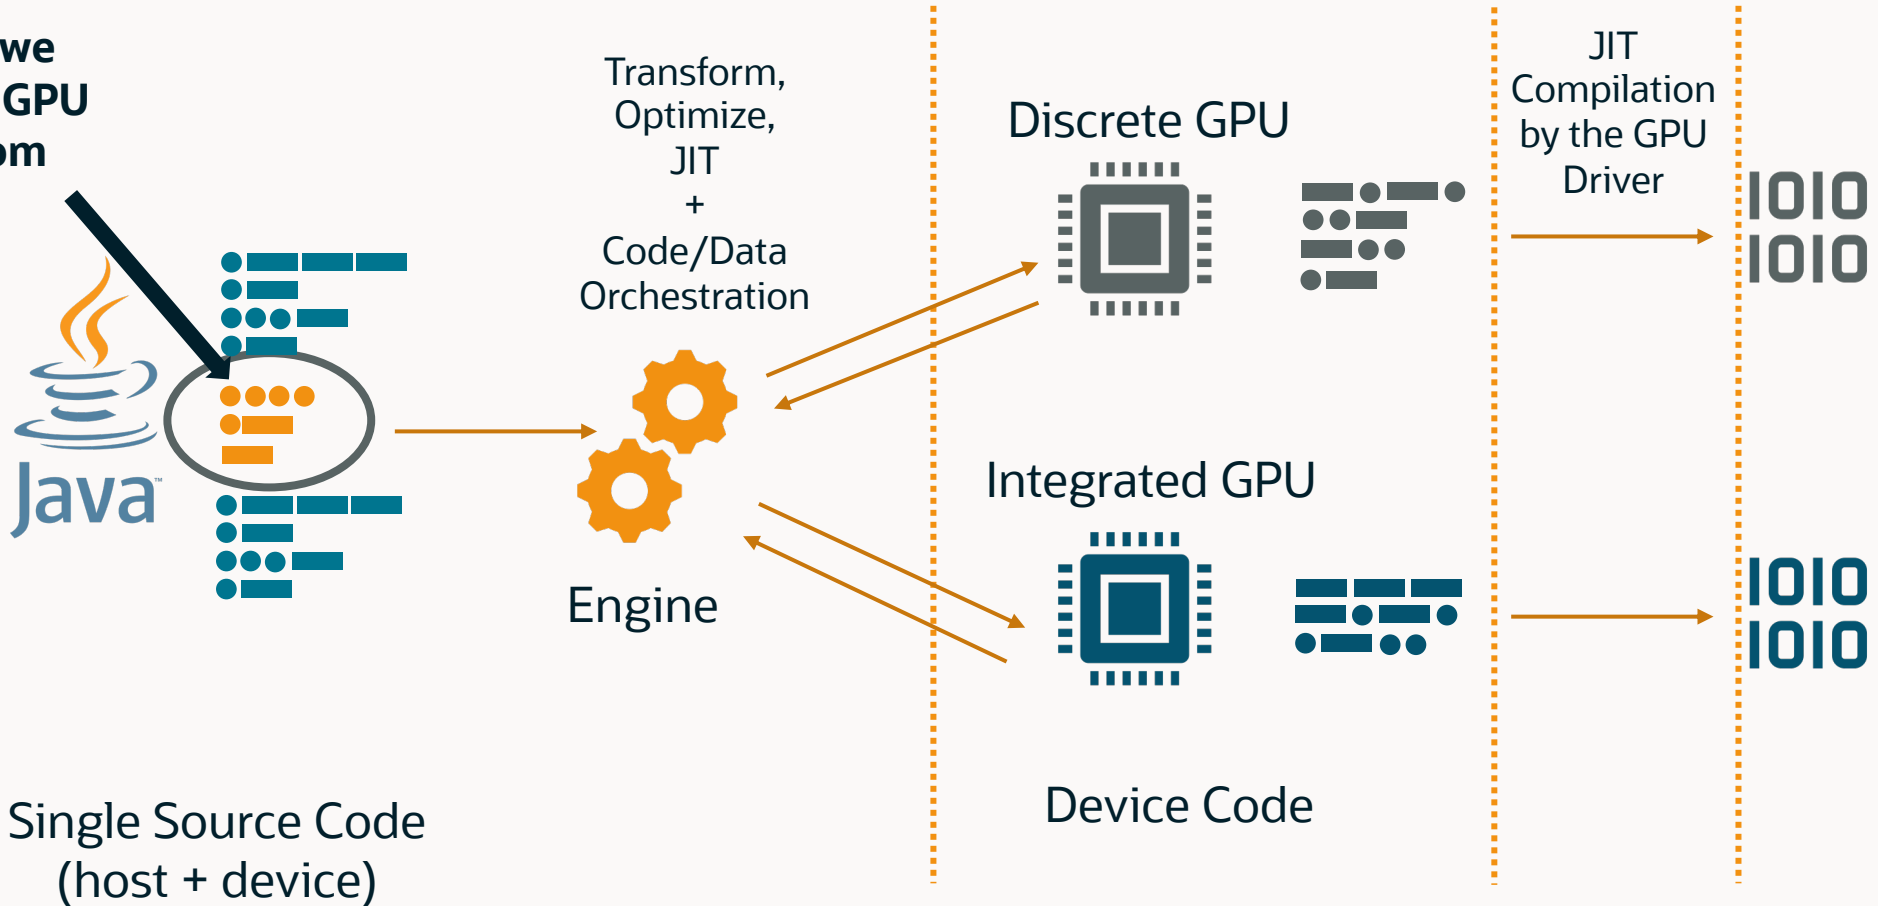 we
GPU
om
Java™
Single Source Code
(host + device)
Transform,
Optimize,
JIT
+
Code/Data
Orchestration
Engine
Discrete GPU
Integrated GPU
Device Code
JIT
Compilation
by the GPU
Driver
1010
1010
1010
1010